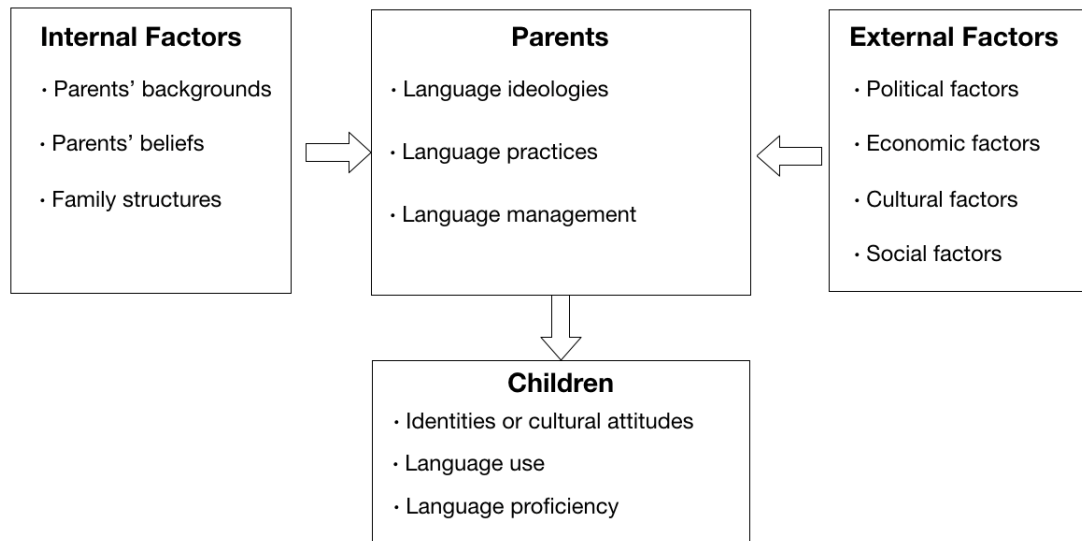 Internal Factors
· Parents’ backgrounds
· Parents’ beliefs
· Family structures
Parents
· Language ideologies
· Language practices
· Language management
External Factors
· Political factors
· Economic factors
· Cultural factors
· Social factors
Children
· Identities or cultural attitudes
· Language use
· Language proficiency